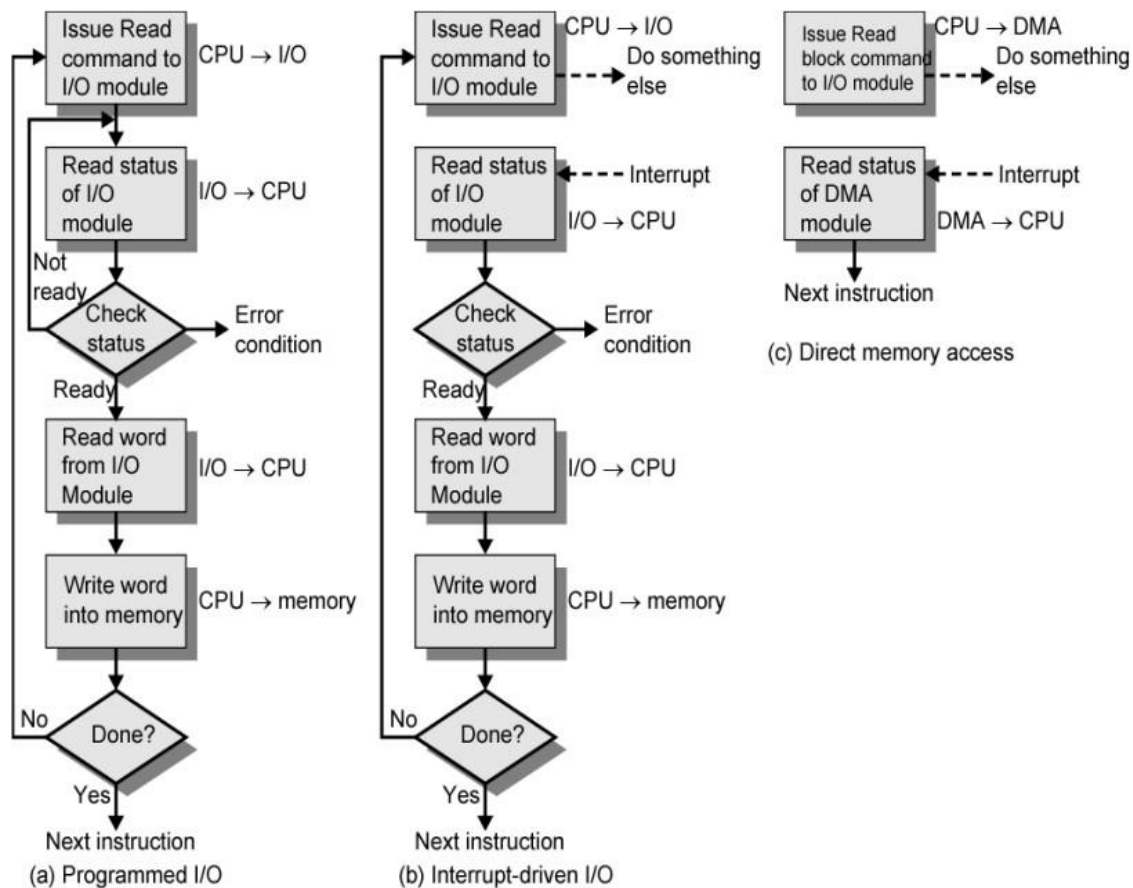 Issue Read
command to
I/O module
CPU → I/O
Read status
of I/O
module
I/O → CPU
Not
ready
Check
status
Error
condition
Ready
Read word
from I/O
Module
I/O → CPU
Write word
into memory
CPU → memory
No
Done?
Yes
Next instruction
(a) Programmed I/O
Issue Read
command to
I/O module
CPU → I/O
Do something
else
Read status
of I/O
module
Interrupt
I/O → CPU
Check
status
Error
condition
Ready
Read word
from I/O
Module
I/O → CPU
Write word
into memory
CPU → memory
No
Done?
Yes
Next instruction
(b) Interrupt-driven I/O
Issue Read
block command
to I/O module
CPU → DMA
Do something
else
Read status
of DMA
module
Interrupt
DMA → CPU
Next instruction
(c) Direct memory access